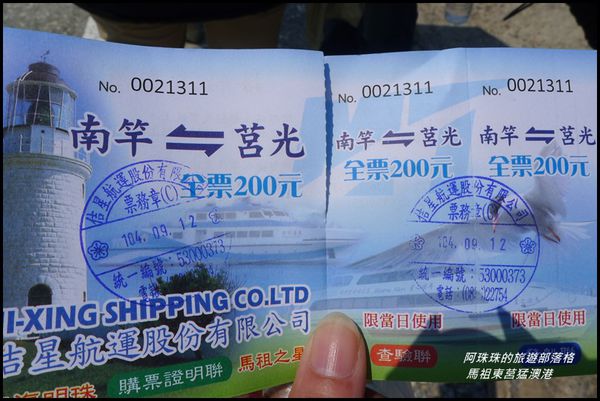 No. 0021311
南竿⇋莒光
全票200元
佶星航運股份有限
票務章(C)
104.09.12
統一編號：53000373
電話
I-XING SHIPPING CO.LTD
佶星航運股份有限公司
購票證明聯
馬祖之星
No. 0021311
南竿⇋莒光
全票200元
限當日使用
查驗聯
No. 0021311
南竿⇋莒光
全票200元
限當日使用
佶星航運股份有限公司
票務章(C)
104.09.12
統一編號：53000373
阿珠珠的旅遊部落格
馬祖東莒猛澳港